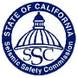 STATE OF CALIFORNIA
SSC
Seismic Safety Commission